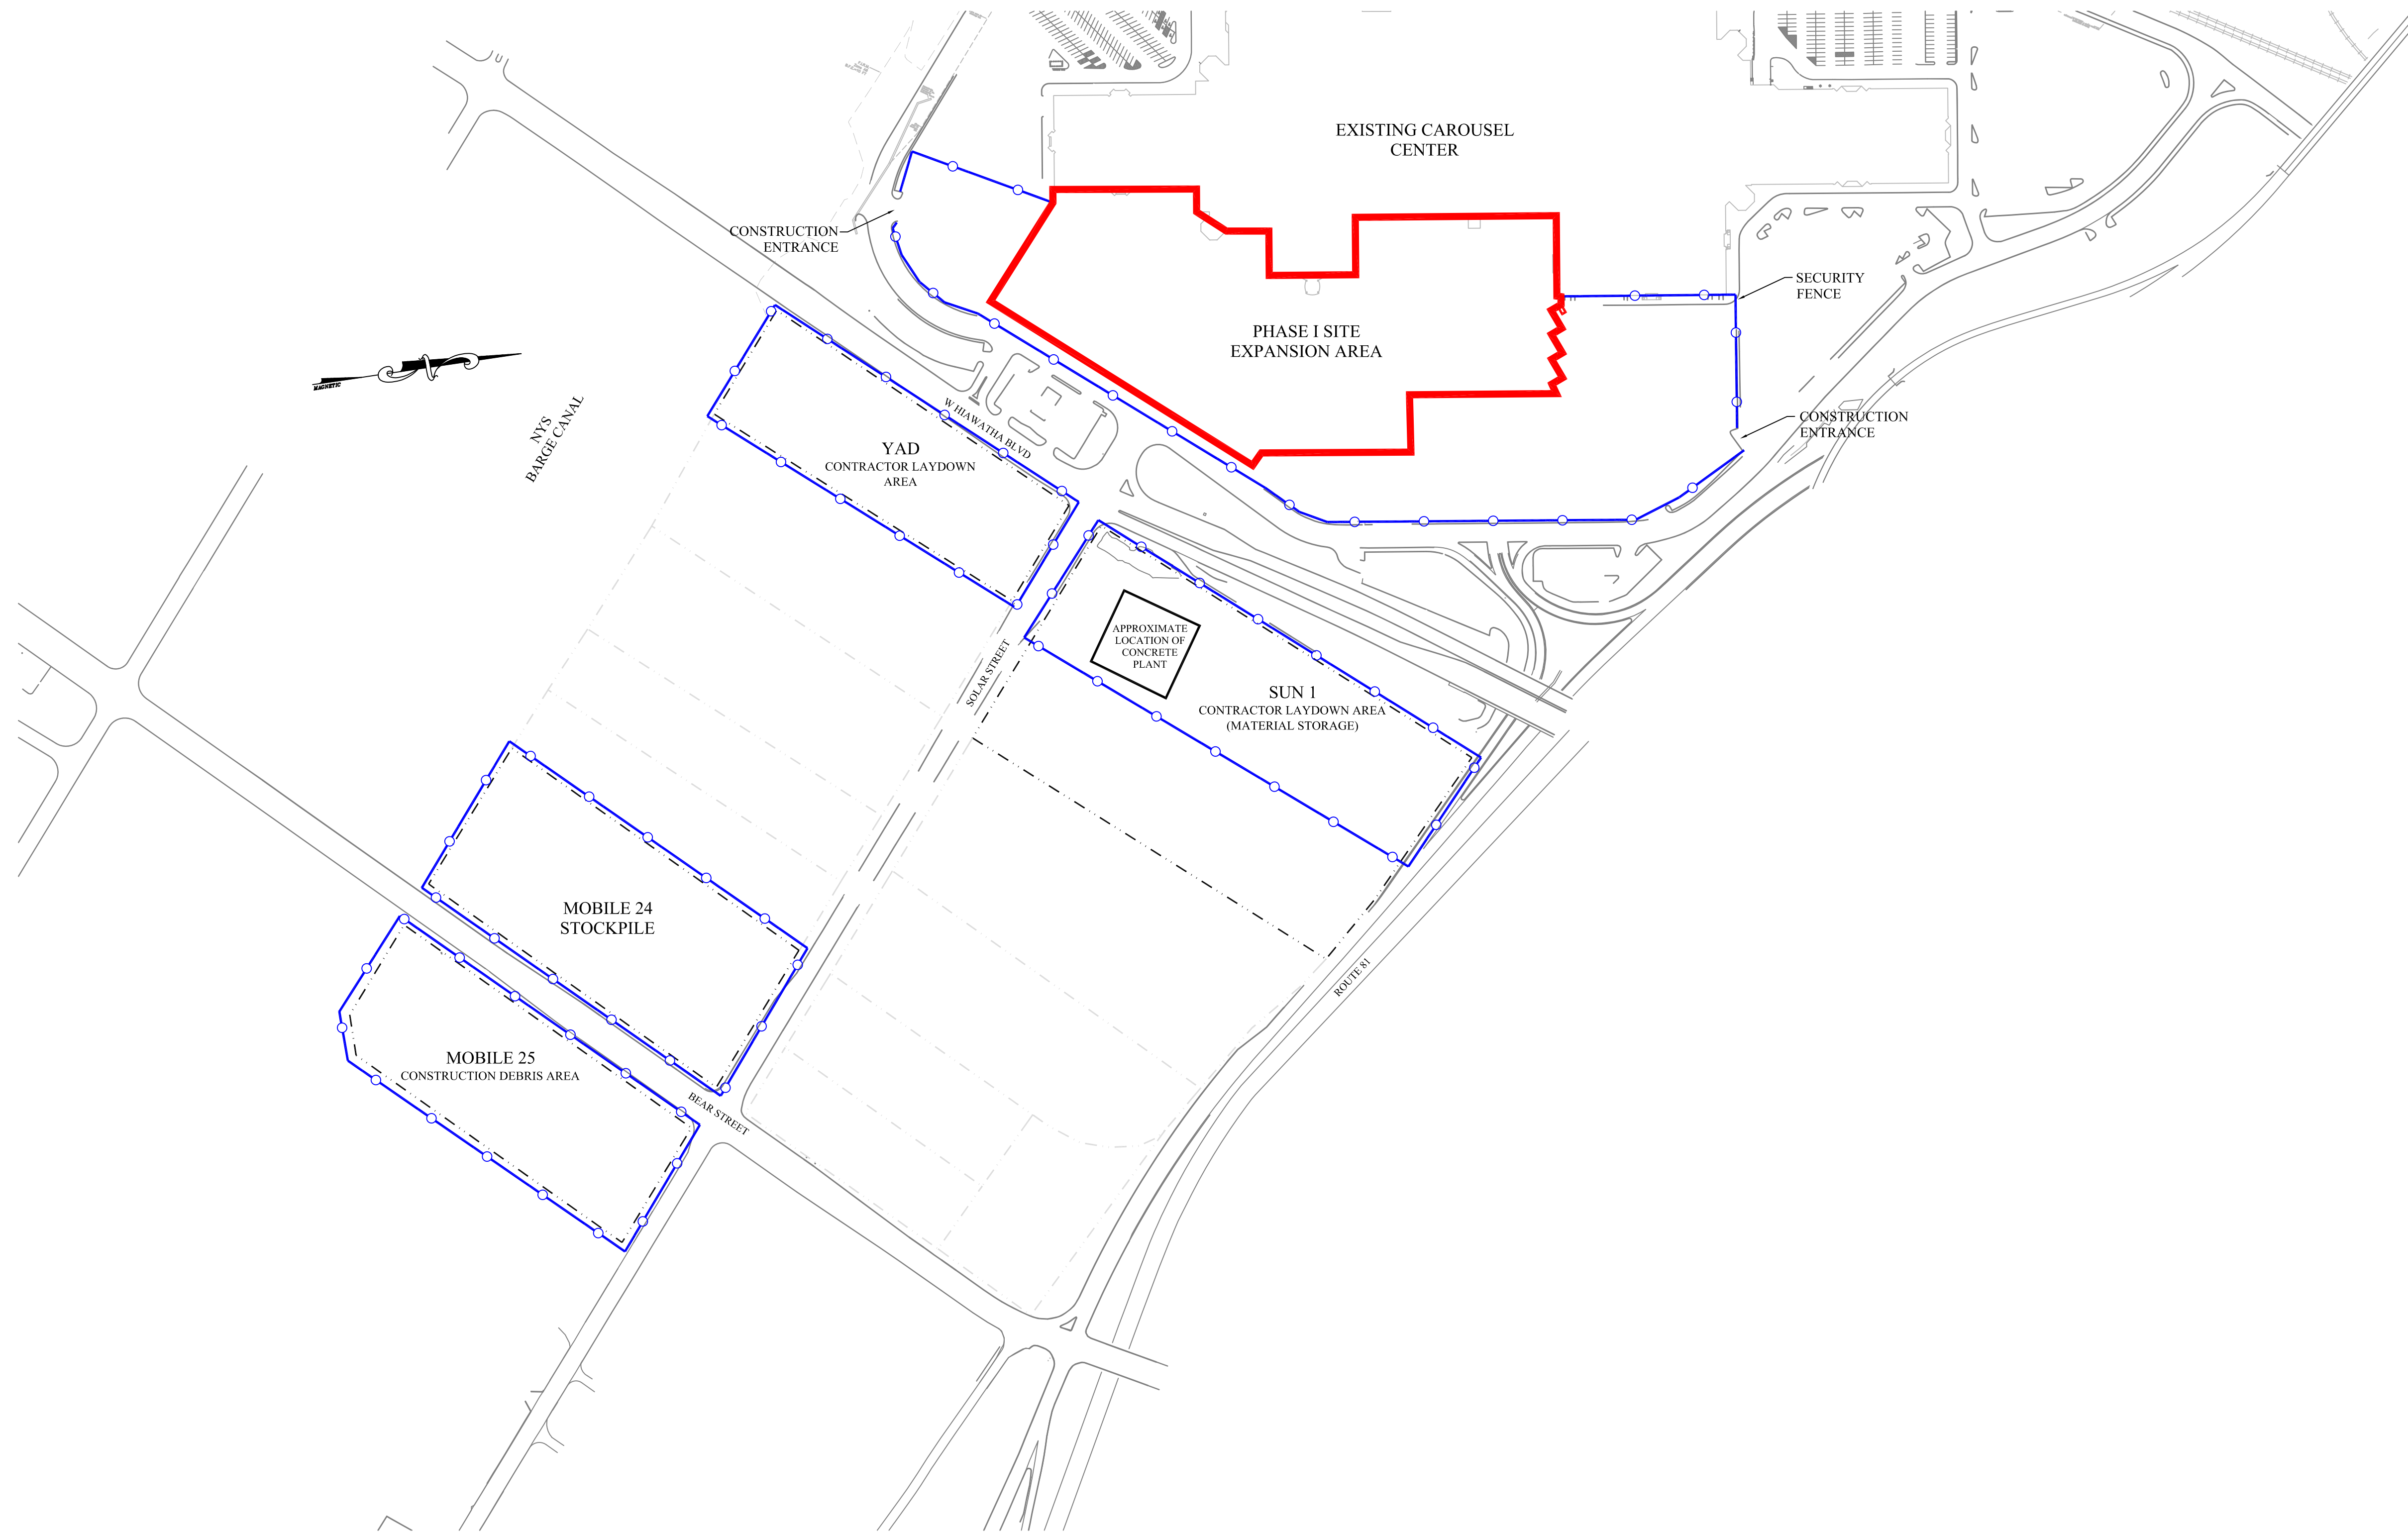 EXISTING CAROUSEL
CENTER
CONSTRUCTION
ENTRANCE
SECURITY
FENCE
PHASE I SITE
EXPANSION AREA
MAGNETIC
N
NYS
BARGE CANAL
W HIAWATHA BLVD
CONSTRUCTION
ENTRANCE
YAD
CONTRACTOR LAYDOWN
AREA
APPROXIMATE
LOCATION OF
CONCRETE
PLANT
SOLAR STREET
SUN 1
CONTRACTOR LAYDOWN AREA
(MATERIAL STORAGE)
MOBILE 24
STOCKPILE
ROUTE 81
MOBILE 25
CONSTRUCTION DEBRIS AREA
BEAR STREET